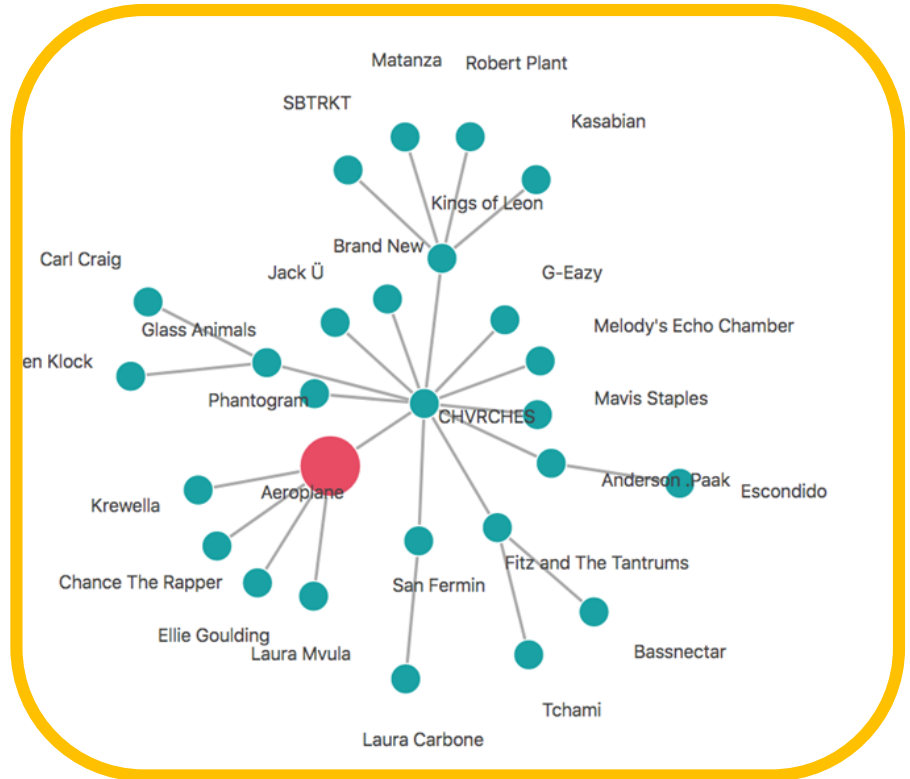 Matanza
Robert Plant
SBTRKT
Kasabian
Kings of Leon
Brand New
Carl Craig
Jack Ü
G-Eazy
Glass Animals
Melody's Echo Chamber
en Klock
Phantogram
Mavis Staples
CHVRCHES
Anderson .Paak
Escondido
Aeroplane
Krewella
Fitz and The Tantrums
Chance The Rapper
San Fermin
Ellie Goulding
Laura Mvula
Bassnectar
Tchami
Laura Carbone